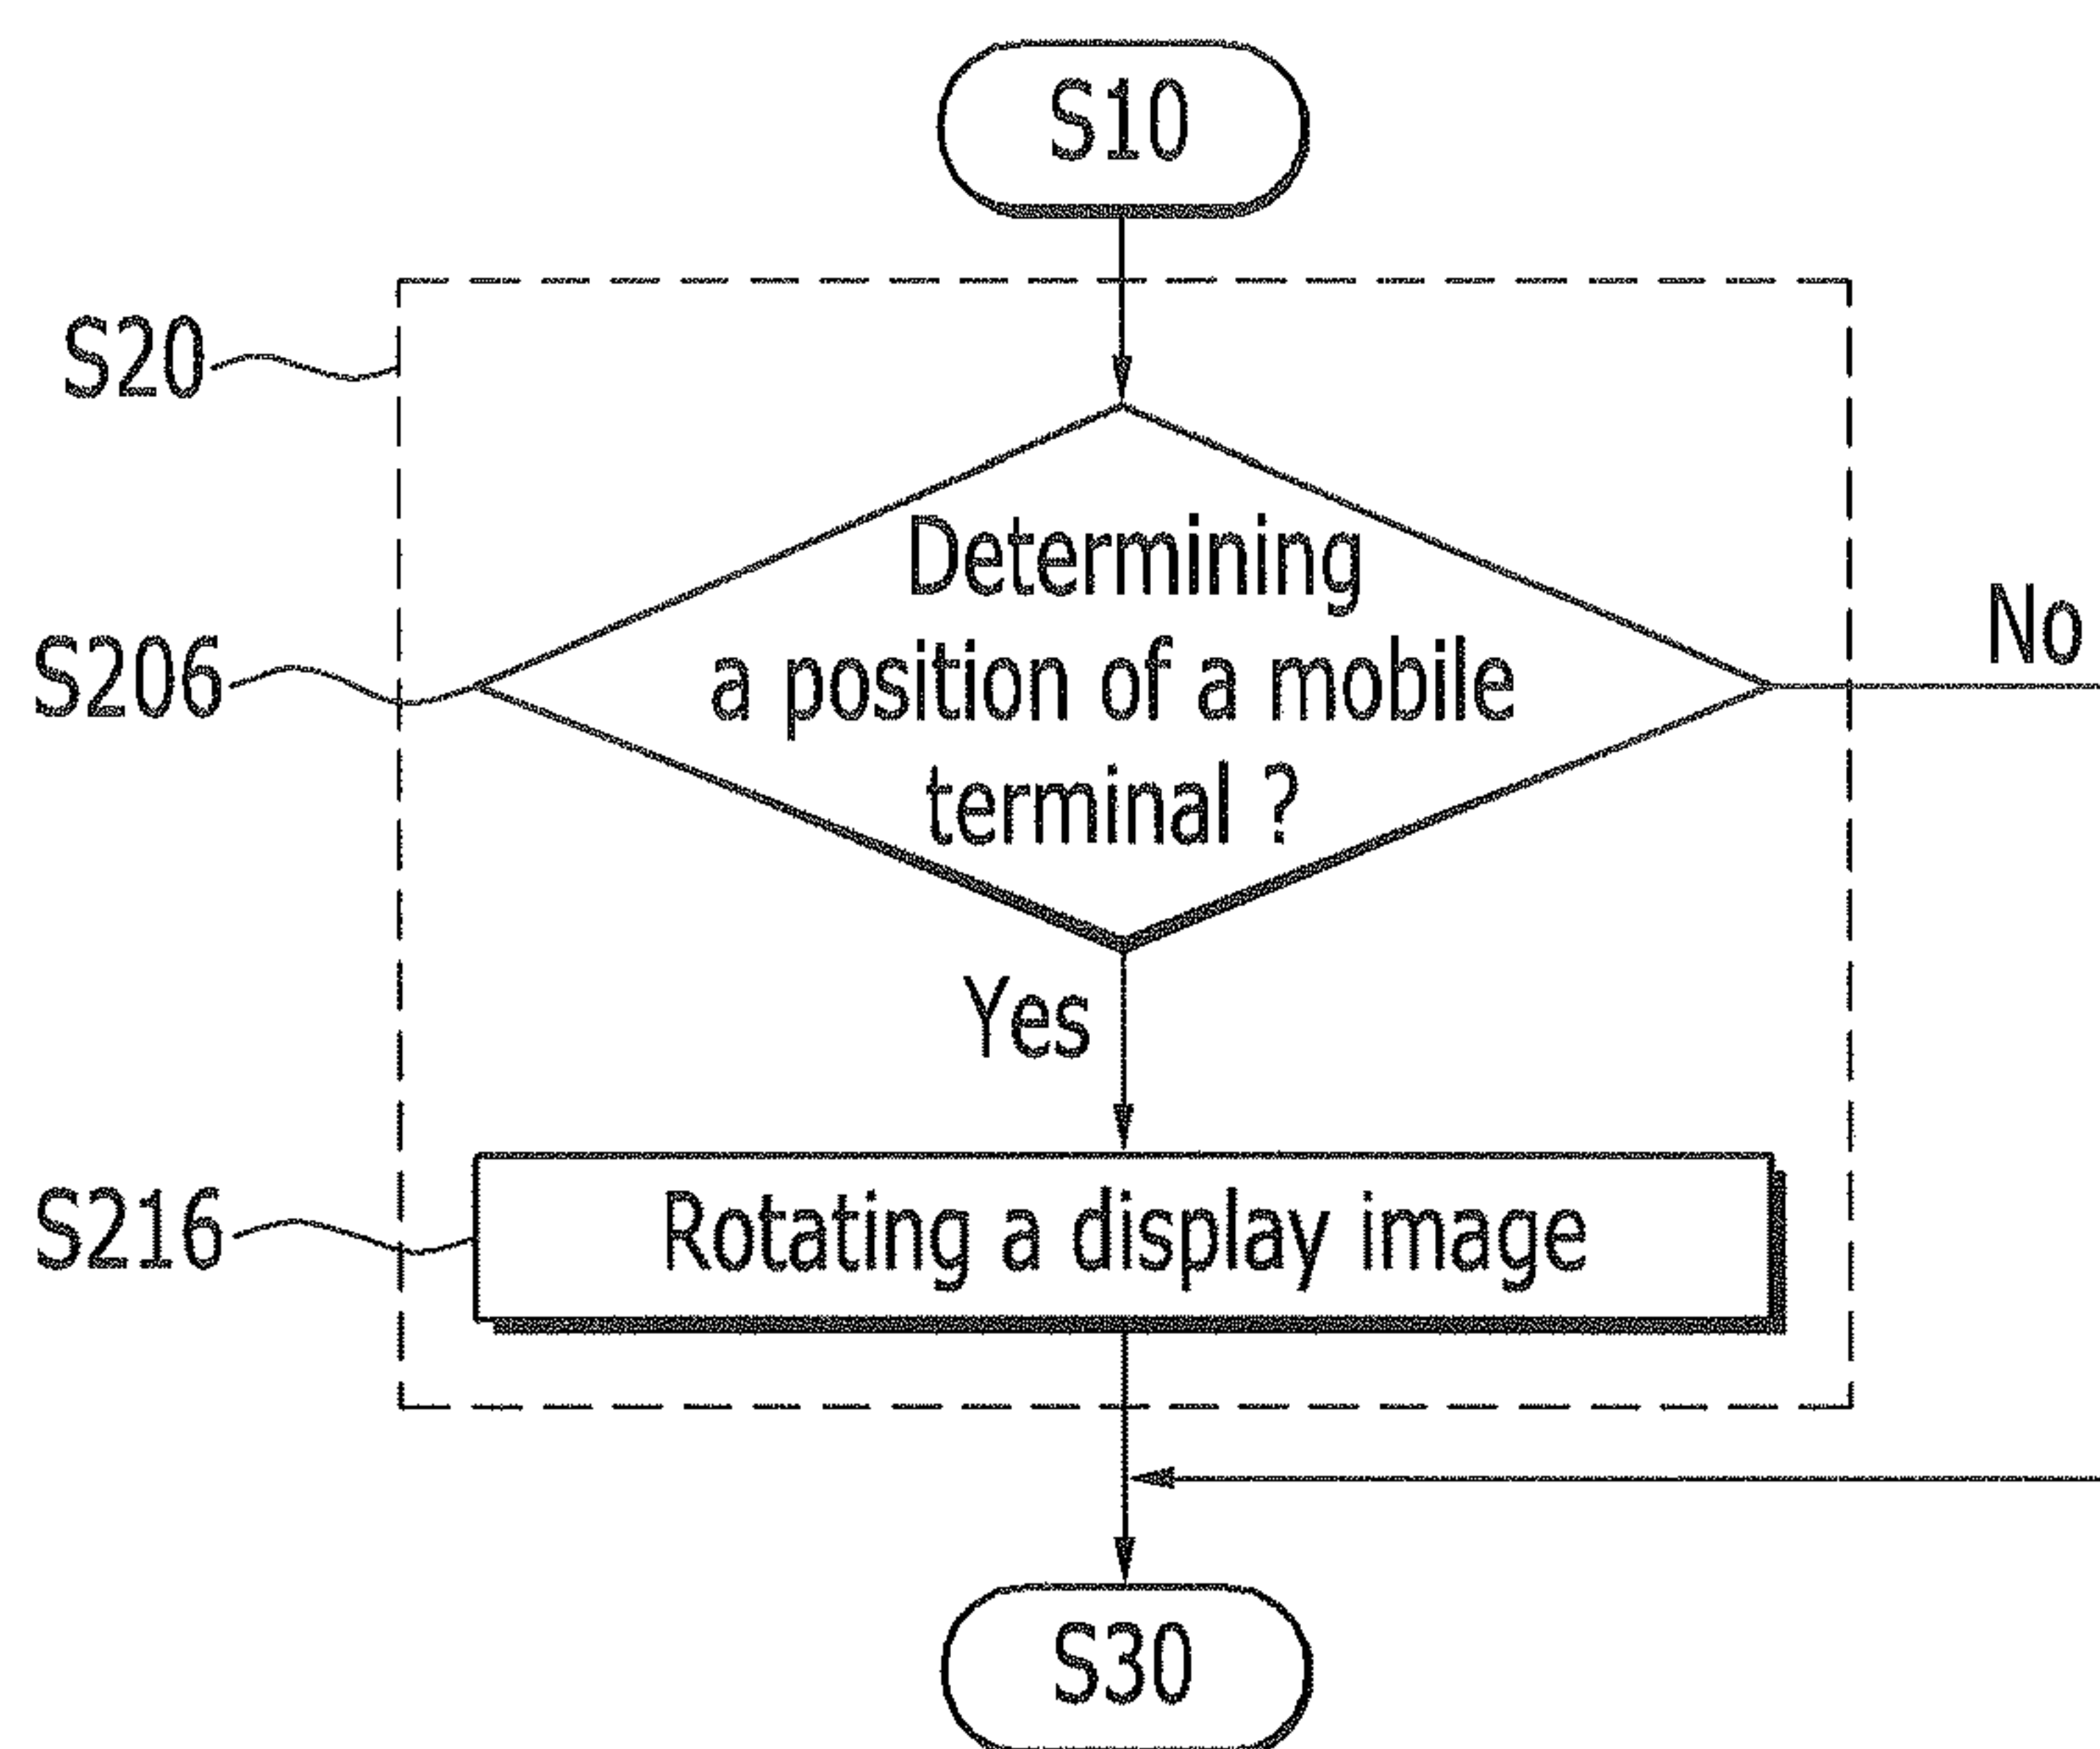 S10
S20
Determining
a position of a mobile
terminal ?
S206
No
Yes
S216
Rotating a display image
S30